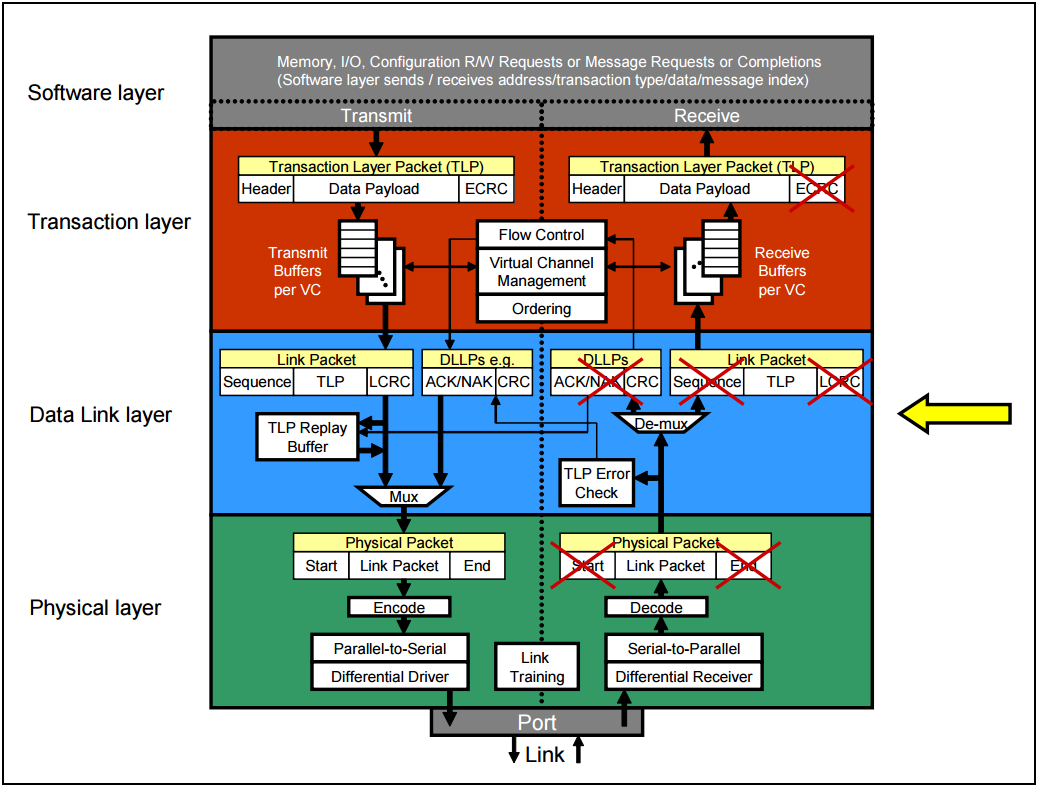 Software layer
Memory, I/O, Configuration R/W Requests or Message Requests or Completions
(Software layer sends / receives address/transaction type/data/message index)
Transmit
Receive
Transaction layer
Transaction Layer Packet (TLP)
Header
Data Payload
ECRC
Transaction Layer Packet (TLP)
Header
Data Payload
ECRC
Transmit
Buffers
per VC
Flow Control
Virtual Channel
Management
Ordering
Receive
Buffers
per VC
Data Link layer
Link Packet
Sequence
TLP
LCRC
DLLPs e.g.
ACK/NAK
CRC
DLLPs
ACK/NAK
CRC
Link Packet
Sequence
TLP
LCRC
TLP Replay
Buffer
De-mux
TLP Error
Check
Mux
Physical layer
Physical Packet
Start
Link Packet
End
Physical Packet
Start
Link Packet
End
Encode
Decode
Parallel-to-Serial
Differential Driver
Link
Training
Serial-to-Parallel
Differential Receiver
Port
Link